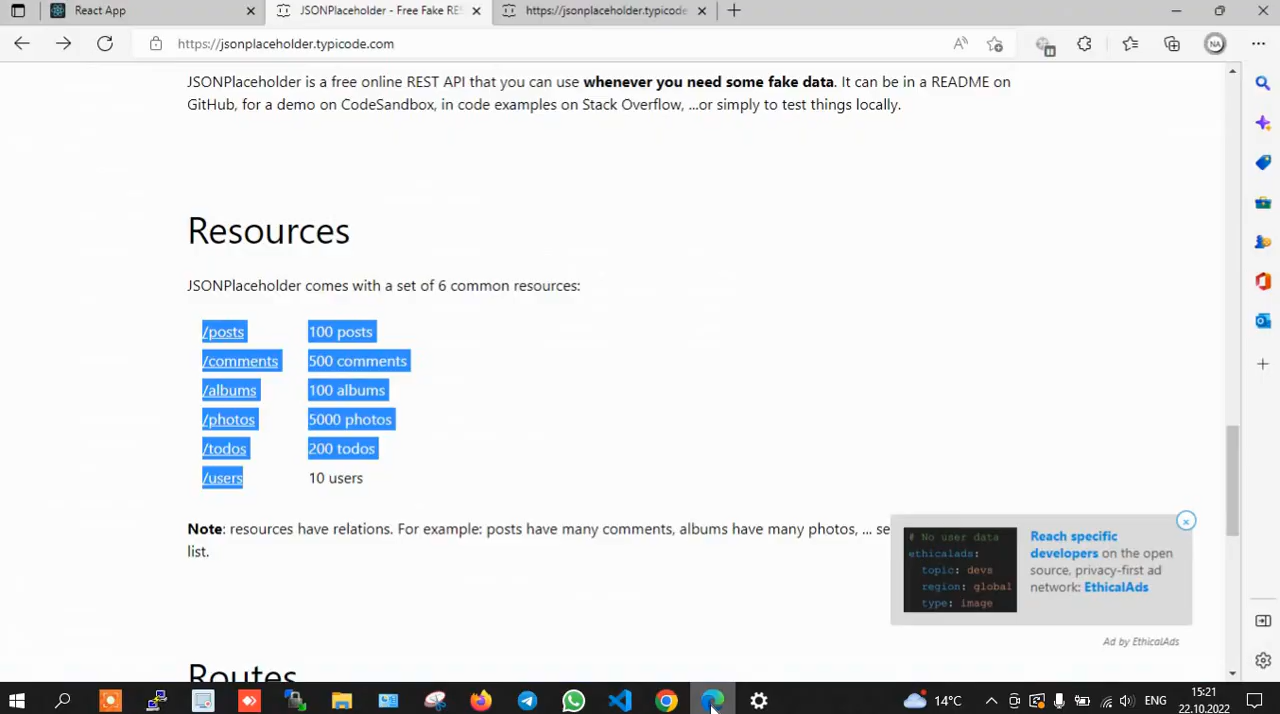 React App
JSONPlaceholder - Free Fake RES
https://jsonplaceholder.typicode
https://jsonplaceholder.typicode.com
NA
JSONPlaceholder is a free online REST API that you can use whenever you need some fake data. It can be in a README on
GitHub, for a demo on CodeSandbox, in code examples on Stack Overflow, ...or simply to test things locally.
Resources
JSONPlaceholder comes with a set of 6 common resources:
/posts 100 posts
/comments 500 comments
/albums 100 albums
/photos 5000 photos
/todos 200 todos
/users 10 users
Note: resources have relations. For example: posts have many comments, albums have many photos, ... se
list.
# No user data
ethicalads:
topic: devs
region: global
type: image
Reach specific
developers on the open
source, privacy-first ad
network: EthicalAds
Ad by EthicalAds
Routes
14°C
ENG
15:21
22.10.2022